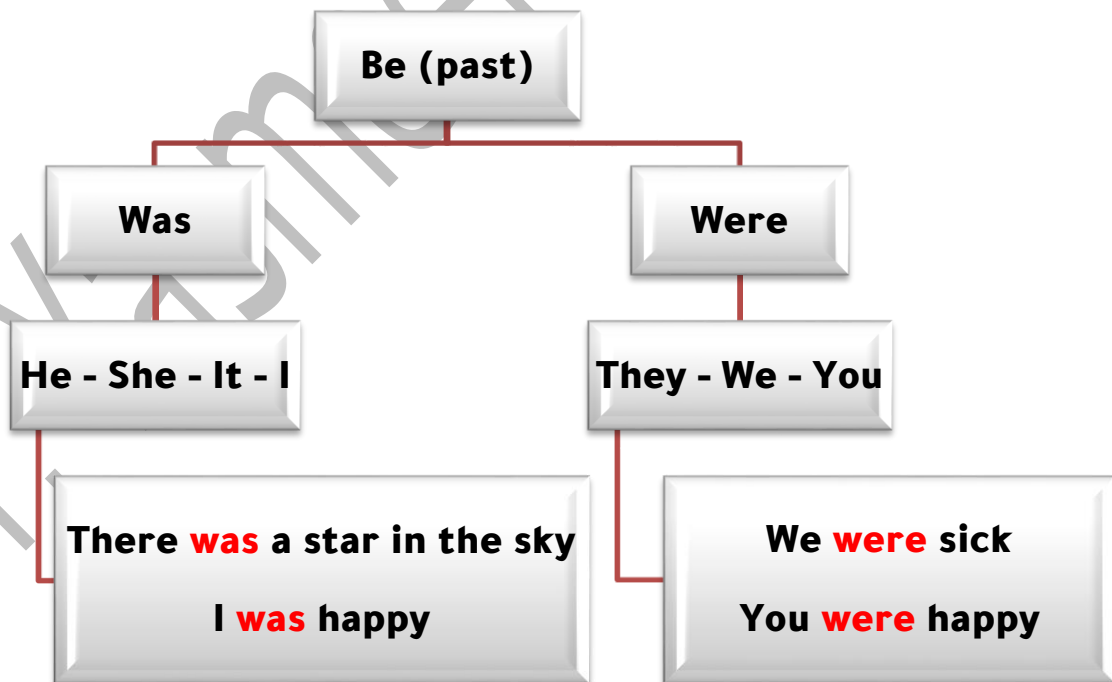 Be (past)
Was
Were
He - She - It - I
They - We - You
There was a star in the sky
I was happy
We were sick
You were happy